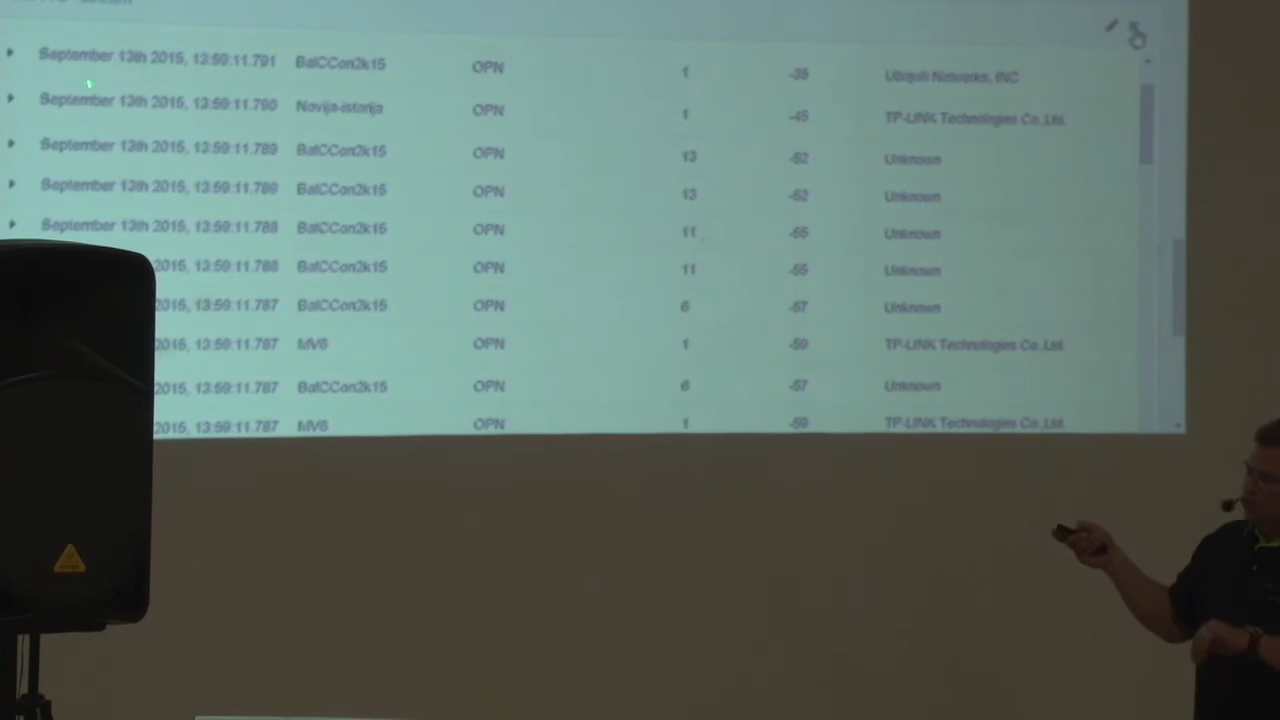 September 13th 2015, 13:59:11.791 BalCCon2k15 OPN 1 -35 Ubiquiti Networks, INC
September 13th 2015, 13:59:11.790 Novija-istorija OPN 1 -45 TP-LINK Technologies Co.,Ltd.
September 13th 2015, 13:59:11.789 BalCCon2k15 OPN 13 -52 Unknown
September 13th 2015, 13:59:11.789 BalCCon2k15 OPN 13 -52 Unknown
September 13th 2015, 13:59:11.788 BalCCon2k15 OPN 11 -55 Unknown
2015, 13:59:11.788 BalCCon2k15 OPN 11 -55 Unknown
2015, 13:59:11.787 BalCCon2k15 OPN 6 -57 Unknown
2015, 13:59:11.787 MV6 OPN 1 -59 TP-LINK Technologies Co.,Ltd.
2015, 13:59:11.787 BalCCon2k15 OPN 6 -57 Unknown
2015, 13:59:11.787 MV6 OPN 1 -59 TP-LINK Technologies Co.,Ltd.